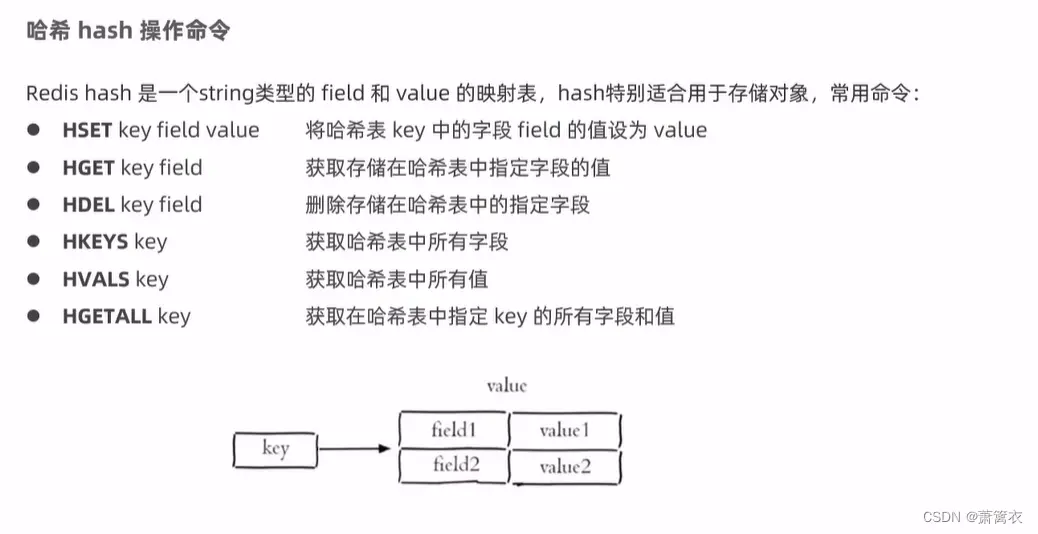 哈希 hash 操作命令
Redis hash 是一个string类型的 field 和 value 的映射表，hash特别适合用于存储对象，常用命令：
● HSET key field value 将哈希表 key 中的字段 field 的值设为 value
● HGET key field 获取存储在哈希表中指定字段的值
● HDEL key field 删除存储在哈希表中的指定字段
● HKEYS key 获取哈希表中所有字段
● HVALS key 获取哈希表中所有值
● HGETALL key 获取在哈希表中指定 key 的所有字段和值
value
key
field1 value1
field2 value2
CSDN @萧篱衣